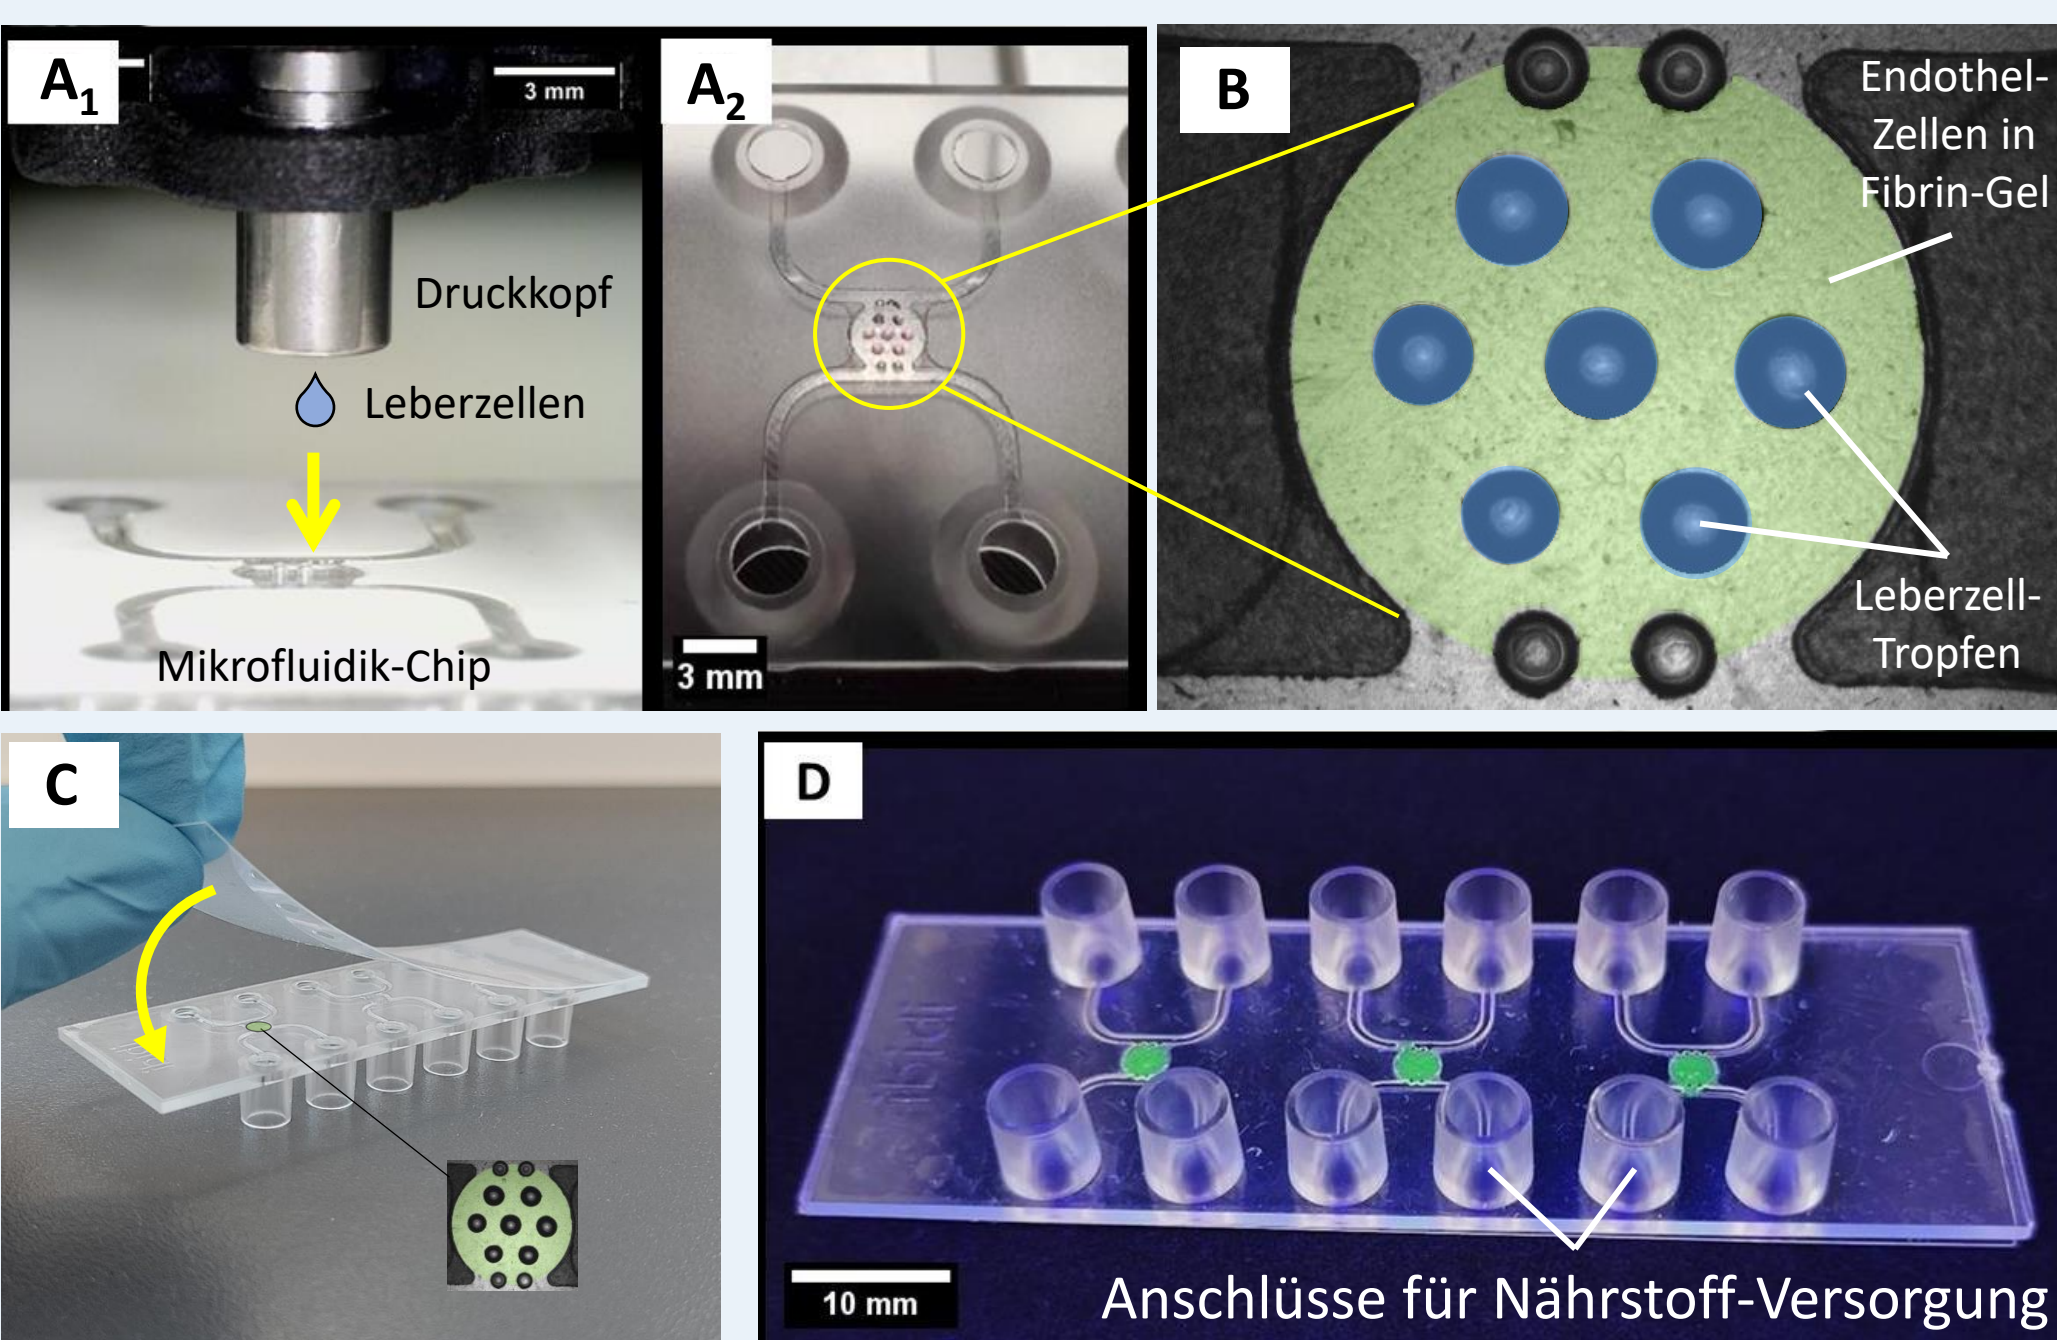 A1
3 mm
Druckkopf
Leberzellen
Mikrofluidik-Chip
A2
3 mm
B
Endothel-
Zellen in
Fibrin-Gel
Leberzell-
Tropfen
C
D
10 mm
Anschlüsse für Nährstoff-Versorgung